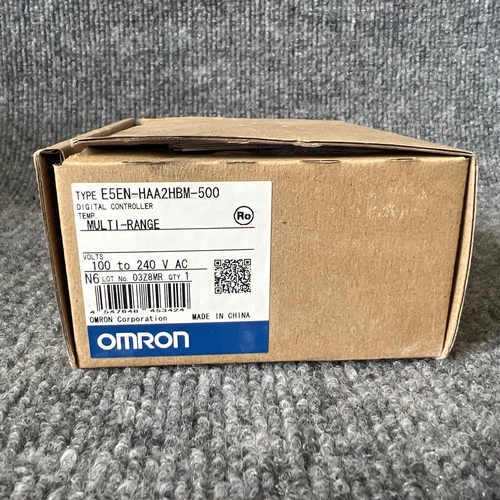 TYPE E5EN-HAA2HBM-500
DIGITAL CONTROLLER
TEMP
MULTI-RANGE
Ro
VOLTS
100 to 240 V AC
N6 LOT No. 03Z8MR QTY 1
4 547648 453424
OMRON Corporation MADE IN CHINA
OMRON